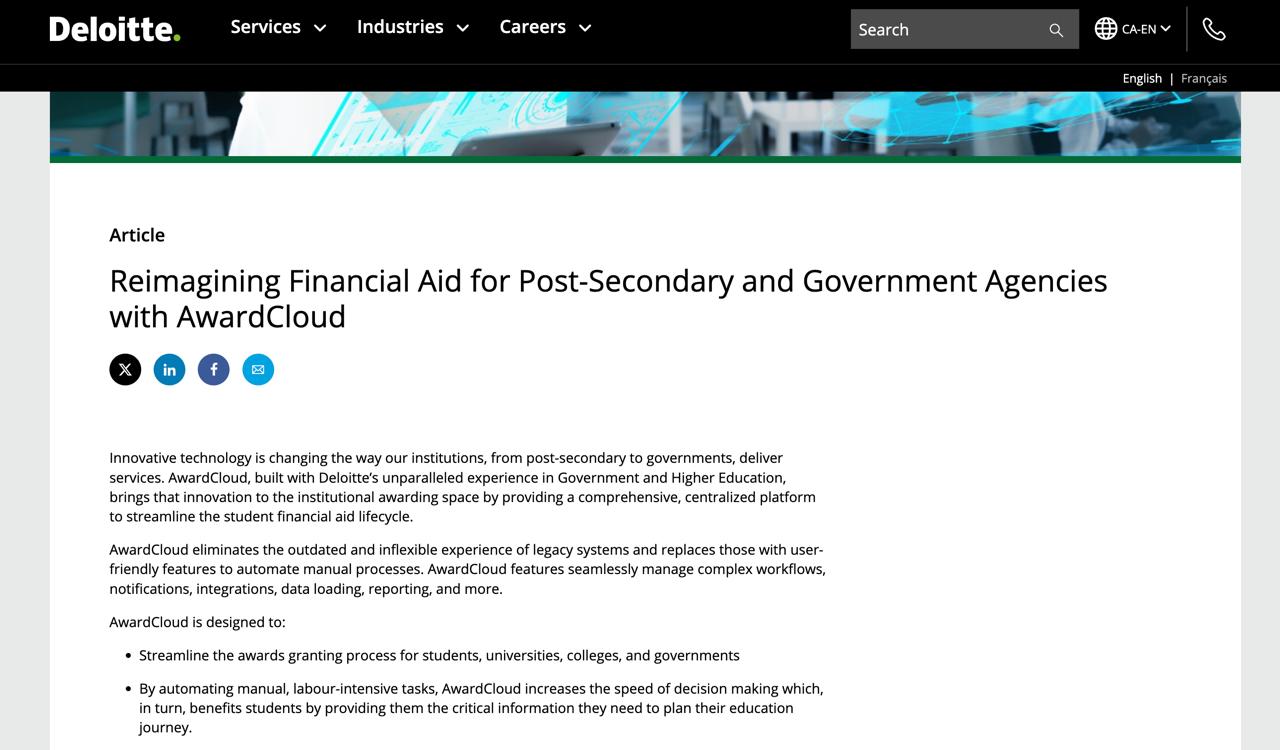 Deloitte.
Services
Industries
Careers
Search
CA-EN
English | Français
Article
Reimagining Financial Aid for Post-Secondary and Government Agencies
with AwardCloud
Innovative technology is changing the way our institutions, from post-secondary to governments, deliver
services. AwardCloud, built with Deloitte’s unparalleled experience in Government and Higher Education,
brings that innovation to the institutional awarding space by providing a comprehensive, centralized platform
to streamline the student financial aid lifecycle.
AwardCloud eliminates the outdated and inflexible experience of legacy systems and replaces those with user-
friendly features to automate manual processes. AwardCloud features seamlessly manage complex workflows,
notifications, integrations, data loading, reporting, and more.
AwardCloud is designed to:
• Streamline the awards granting process for students, universities, colleges, and governments
• By automating manual, labour-intensive tasks, AwardCloud increases the speed of decision making which,
in turn, benefits students by providing them the critical information they need to plan their education
journey.